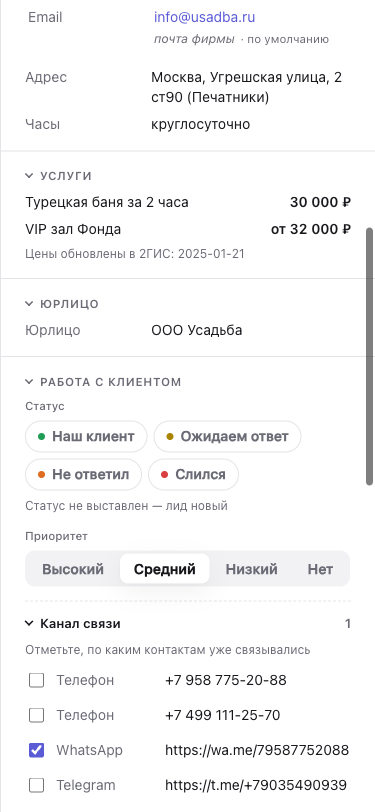 Email info@usadba.ru
почта фирмы · по умолчанию
Адрес Москва, Угрешская улица, 2
ст90 (Печатники)
Часы круглосуточно
УСЛУГИ
Турецкая баня за 2 часа 30 000 ₽
VIP зал Фонда от 32 000 ₽
Цены обновлены в 2ГИС: 2025-01-21
ЮРЛИЦО
Юрлицо ООО Усадьба
РАБОТА С КЛИЕНТОМ
Статус
Наш клиент Ожидаем ответ
Не ответил Слился
Статус не выставлен — лид новый
Приоритет
Высокий Средний Низкий Нет
Канал связи 1
Отметьте, по каким контактам уже связывались
Телефон +7 958 775-20-88
Телефон +7 499 111-25-70
WhatsApp https://wa.me/79587752088
Telegram https://t.me/+79035490939